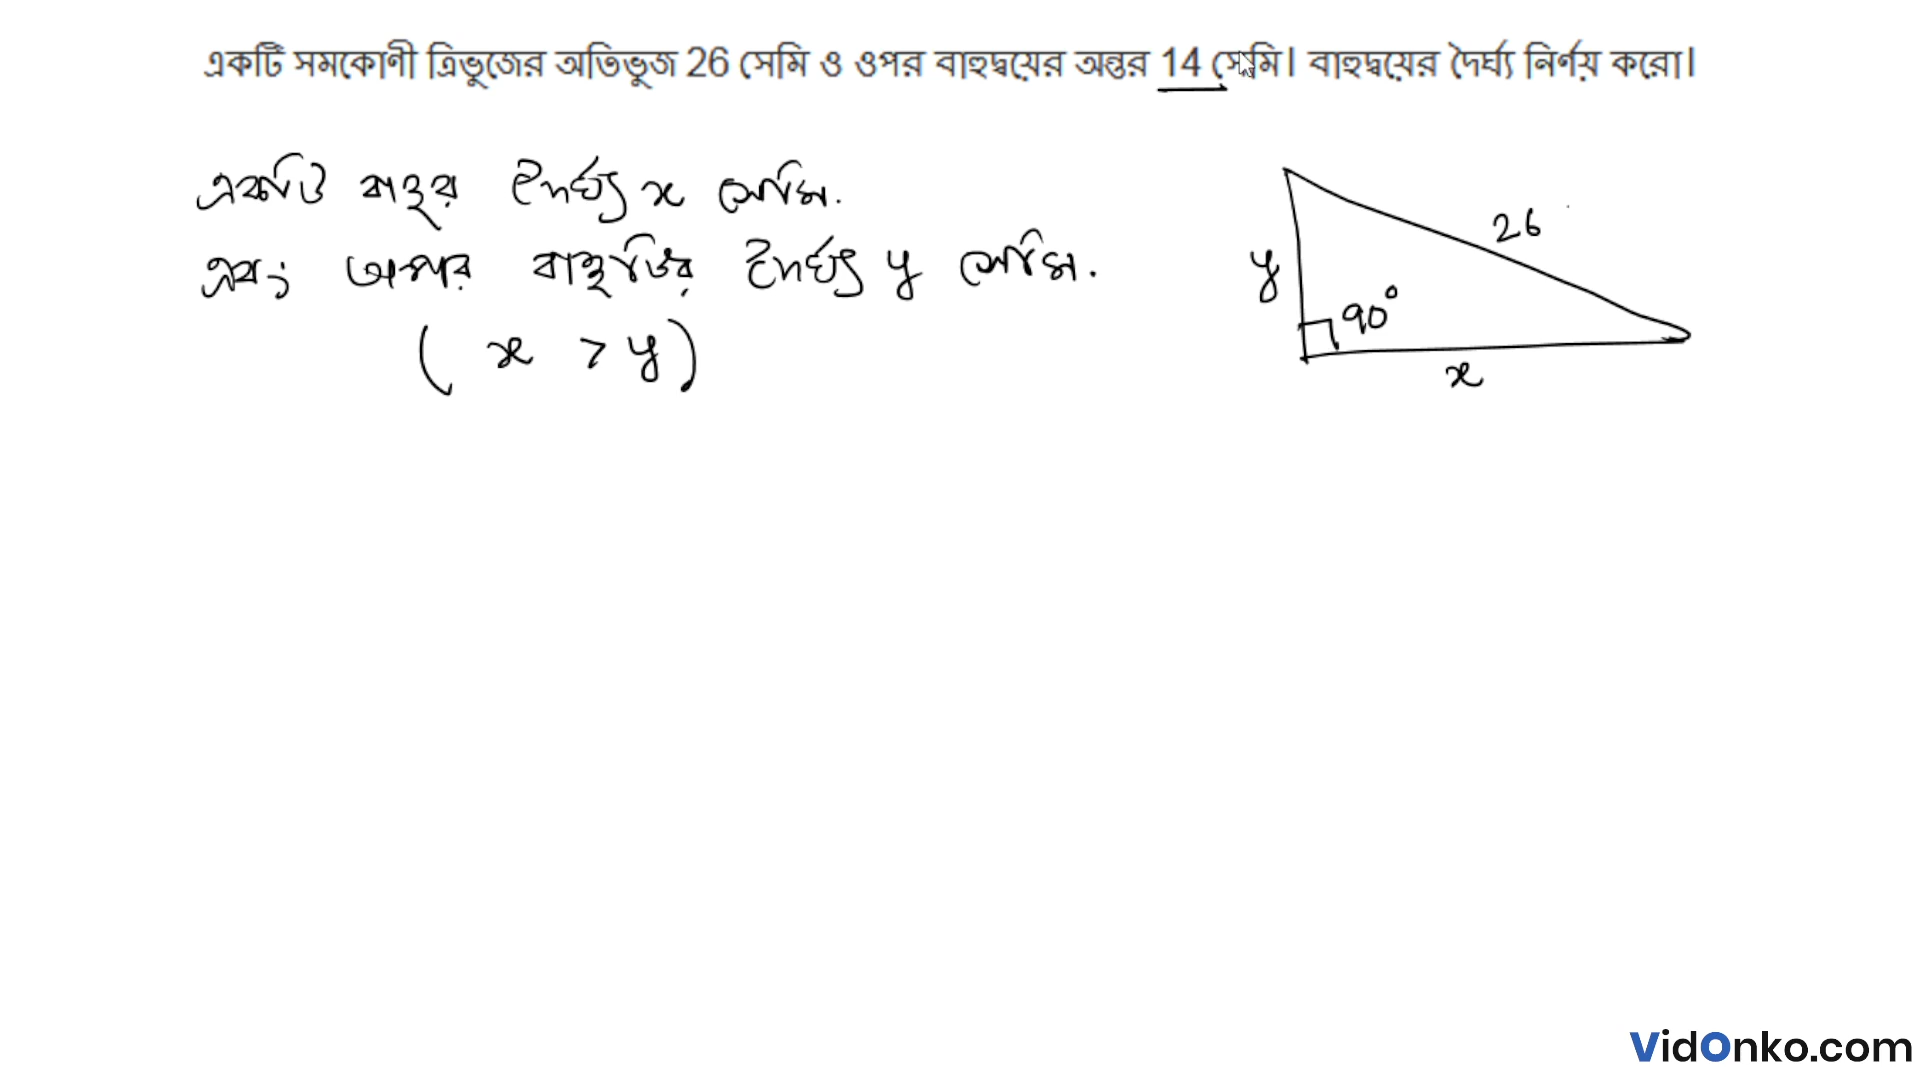 একটি সমকোণী ত্রিভুজের অতিভুজ 26 সেমি ও ওপর বাহুদ্বয়ের অন্তর 14 সেমি। বাহুদ্বয়ের দৈর্ঘ্য নির্ণয় করো।
একটি বাহুর দৈর্ঘ্য x সেমি.
এবং অপর বাহুটির দৈর্ঘ্য y সেমি.
(x > y)
26
y
90°
x
VidOnko.com